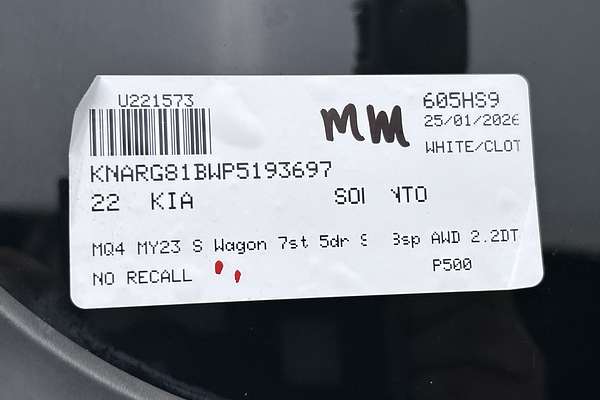 U221573
MM
605HS9
25/01/2026
WHITE/CLOT
KNARG81BWP5193697
22 KIA
MQ4 MY23 S Wagon 7st 5dr AWD 2.2DT
NO RECALL P500